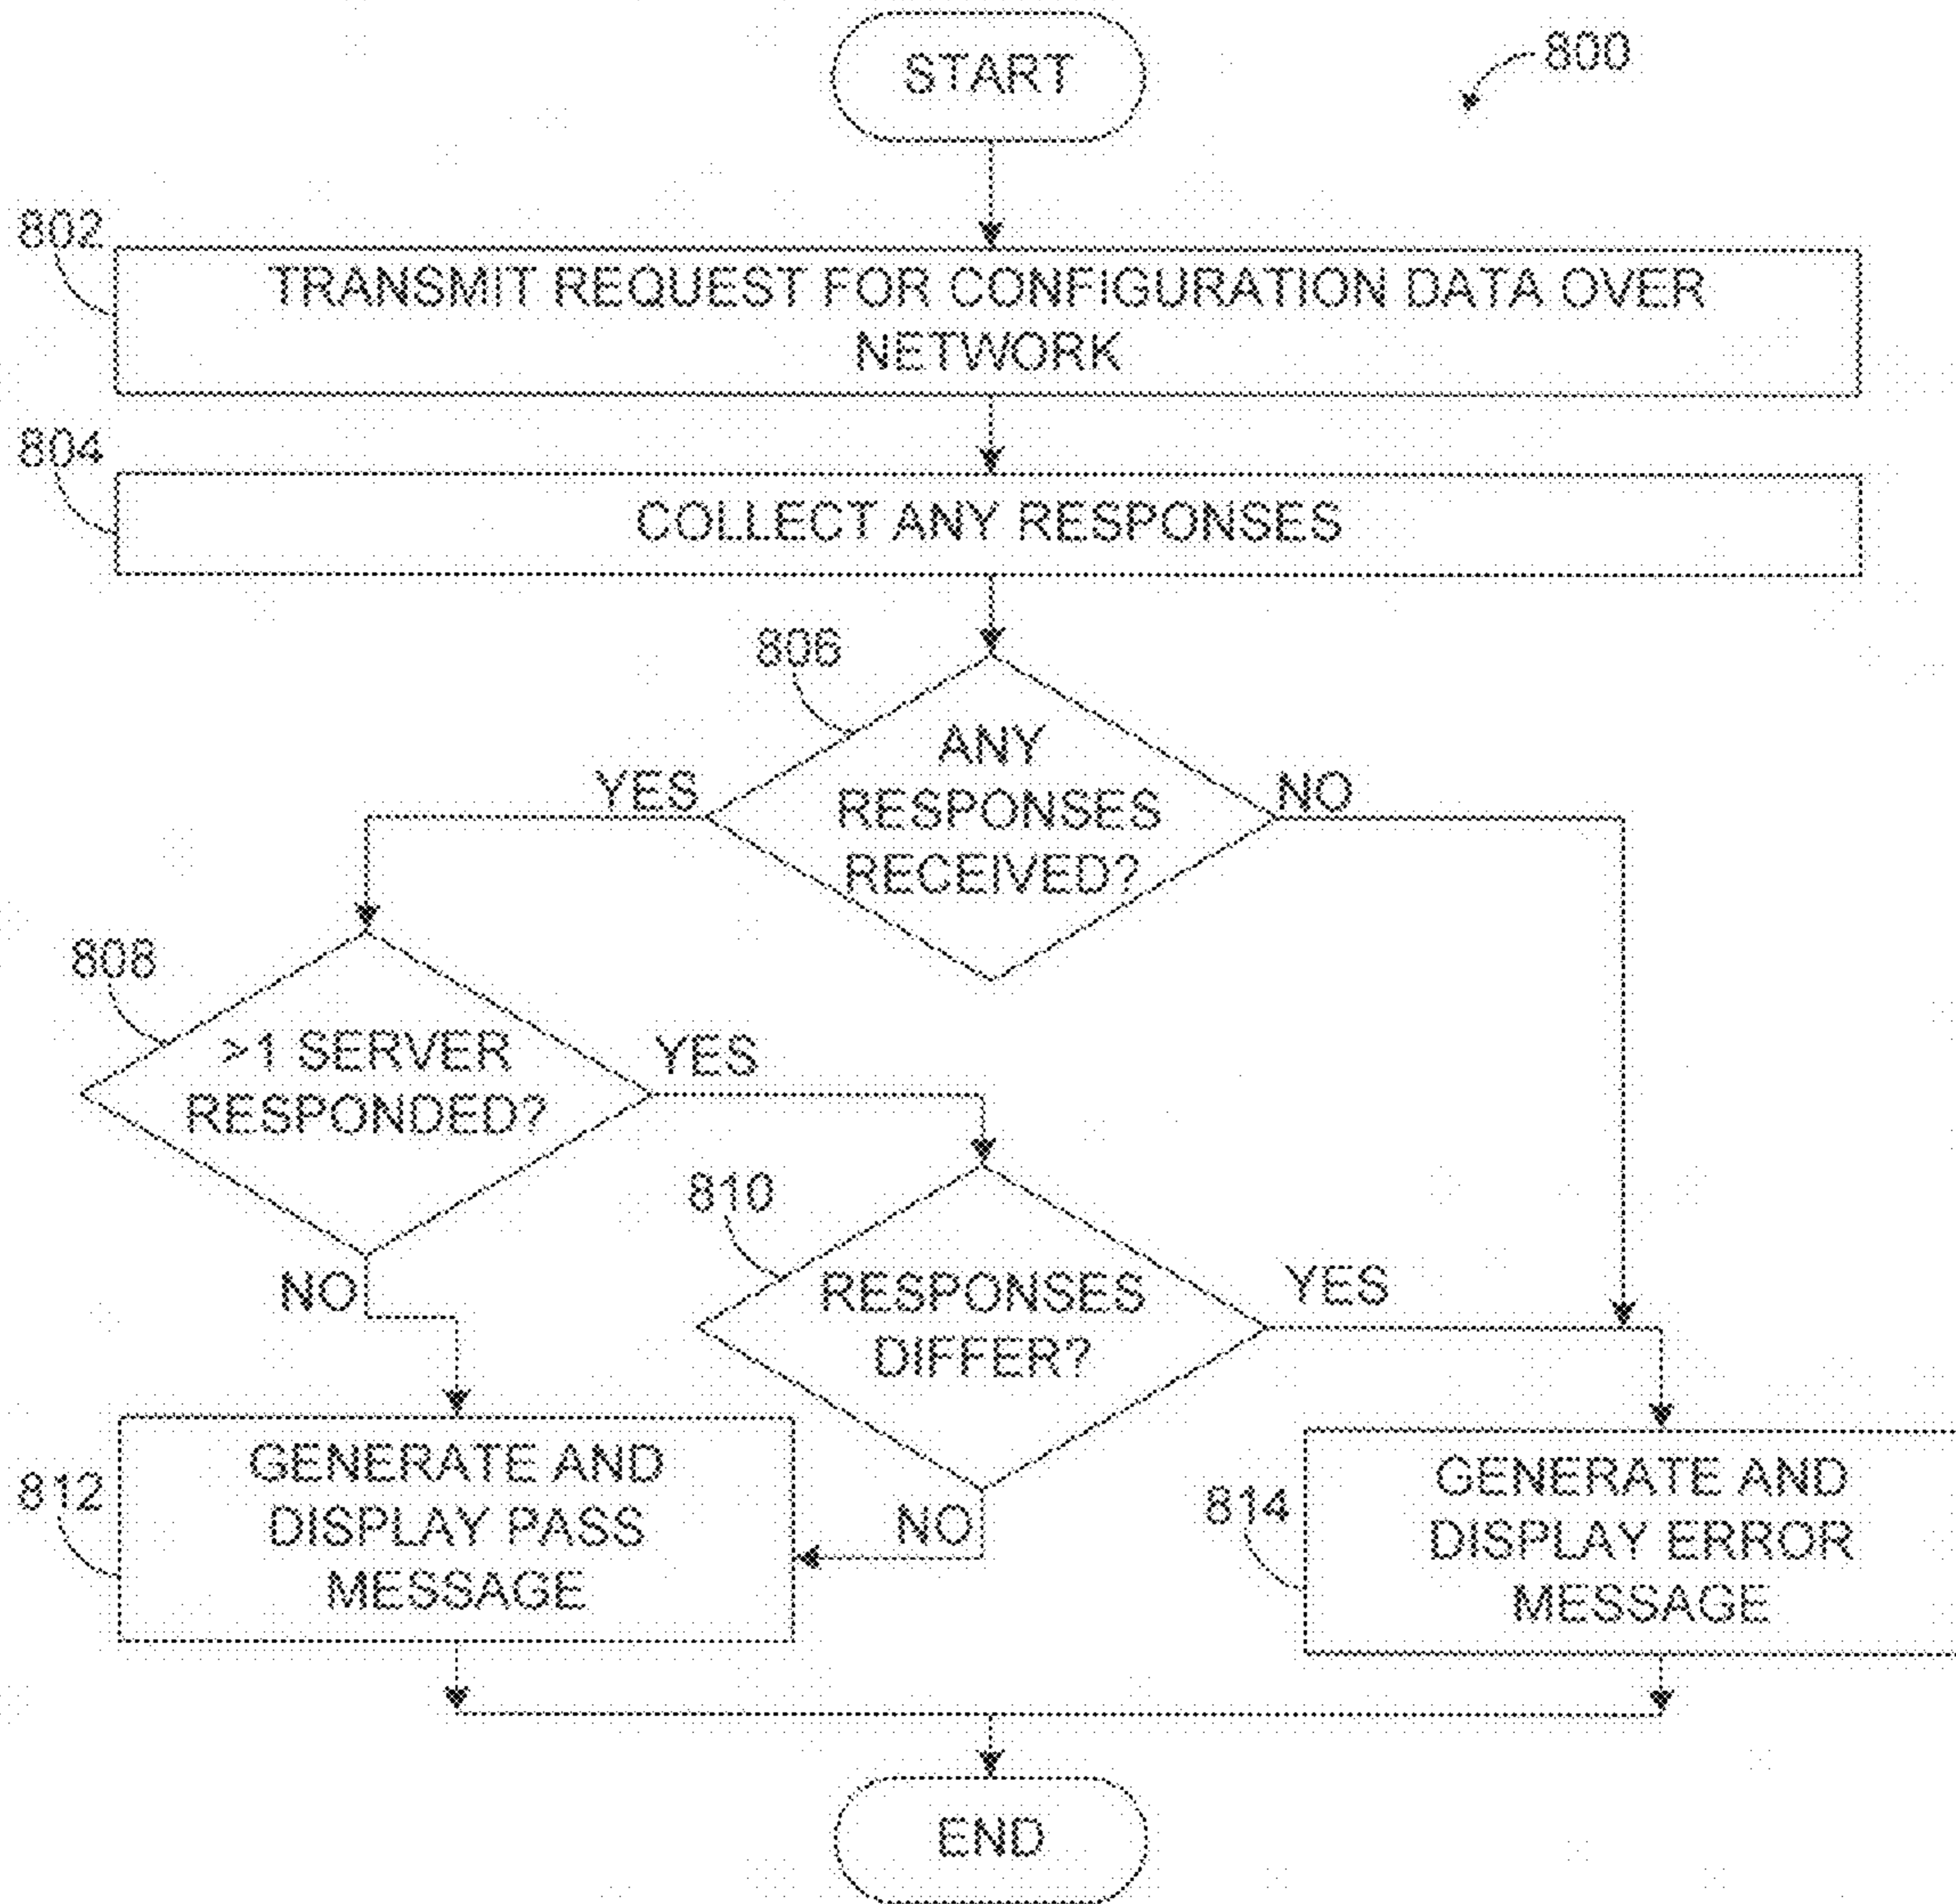 START
800
802
TRANSMIT REQUEST FOR CONFIGURATION DATA OVER
NETWORK
804
COLLECT ANY RESPONSES
806
ANY
RESPONSES
RECEIVED?
YES
NO
808
>1 SERVER
RESPONDED?
YES
NO
810
RESPONSES
DIFFER?
YES
NO
812
GENERATE AND
DISPLAY PASS
MESSAGE
814
GENERATE AND
DISPLAY ERROR
MESSAGE
END